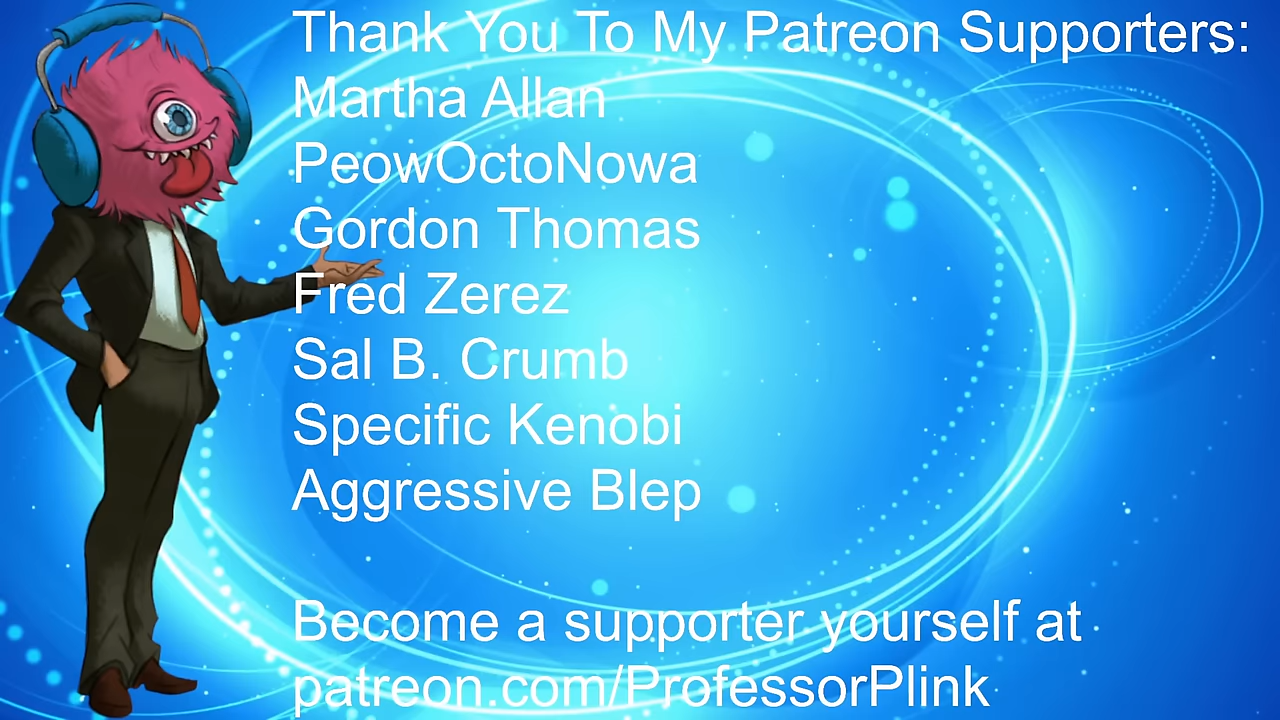 Thank You To My Patreon Supporters:
Martha Allan
PeowOctoNowa
Gordon Thomas
Fred Zerez
Sal B. Crumb
Specific Kenobi
Aggressive Blep
Become a supporter yourself at
patreon.com/ProfessorPlink